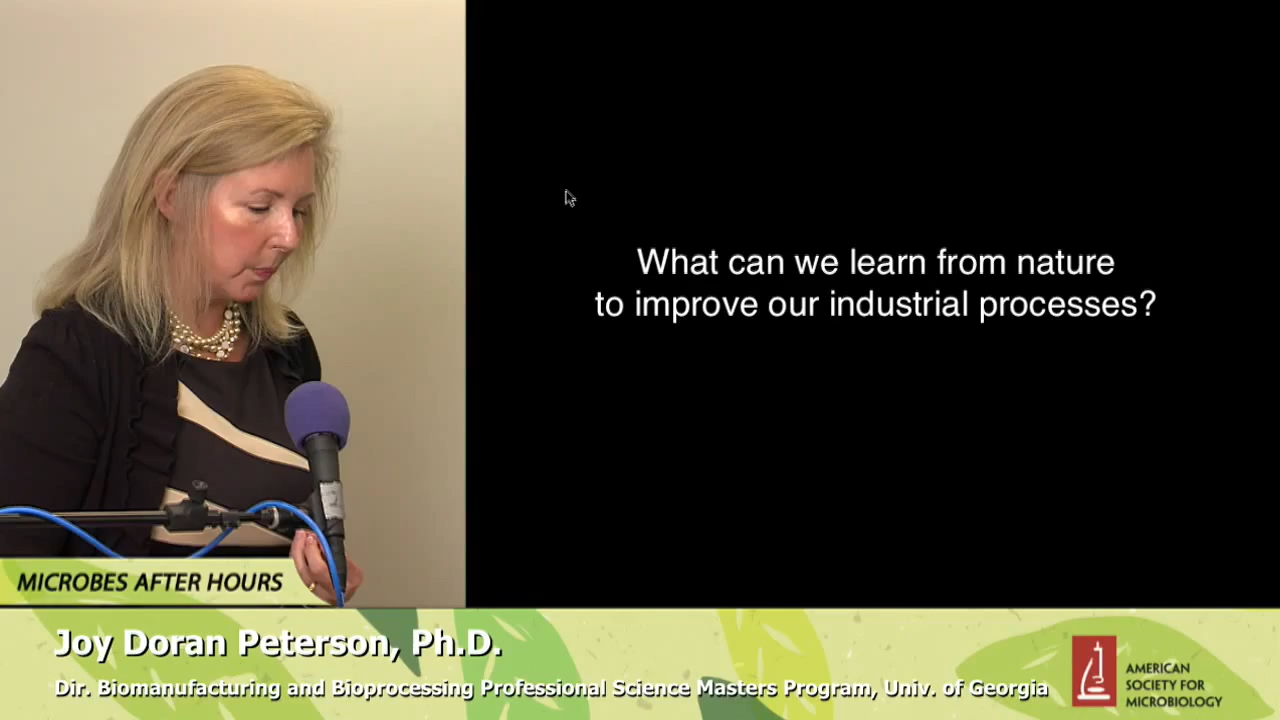 What can we learn from nature
to improve our industrial processes?
MICROBES AFTER HOURS
Joy Doran Peterson, Ph.D.
Dir. Biomanufacturing and Bioprocessing Professional Science Masters Program, Univ. of Georgia
AMERICAN
SOCIETY FOR
MICROBIOLOGY